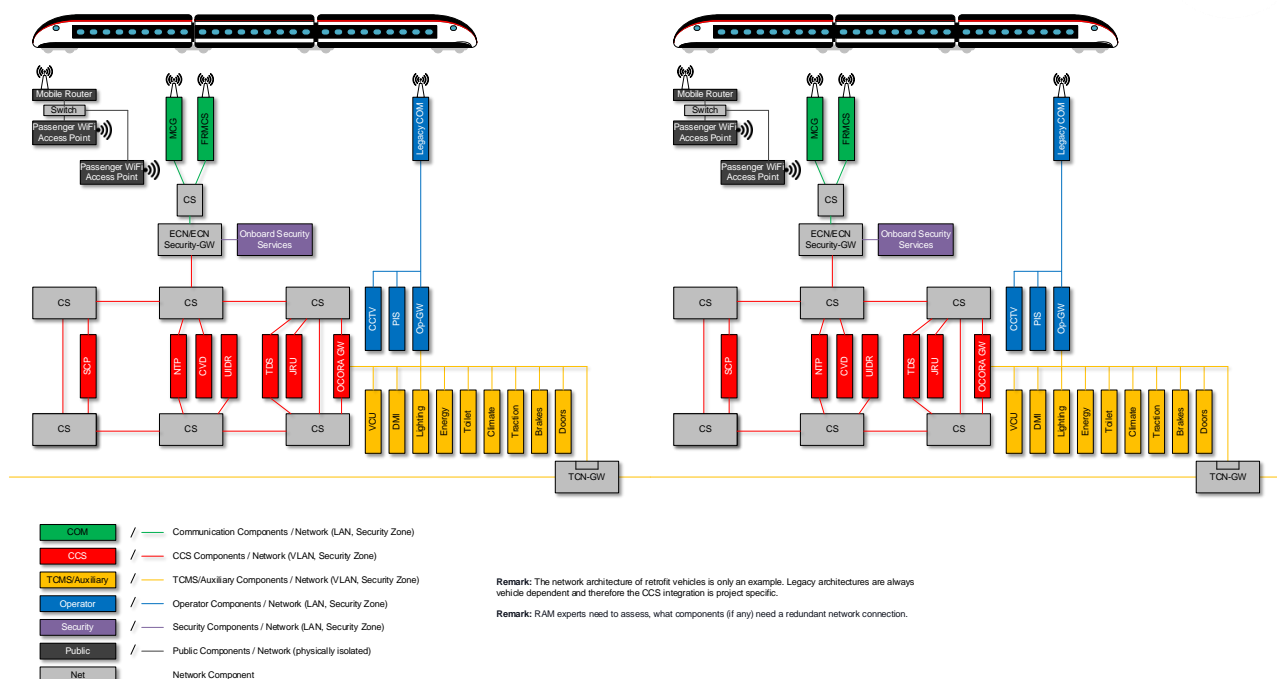 Mobile Router
Switch
Passenger WiFi
Access Point
Passenger WiFi
Access Point
MCG
FRMCS
Legacy COM
CS
ECN/ECN
Security-GW
Onboard Security
Services
CS
CS
CS
CCTV
PIS
Op-GW
SCP
NTP
CVD
UIDR
TDS
JRU
OCORA GW
CS
CS
CS
VCU
DMI
Lighting
Energy
Toilet
Climate
Traction
Brakes
Doors
TCN-GW
Mobile Router
Switch
Passenger WiFi
Access Point
Passenger WiFi
Access Point
MCG
FRMCS
Legacy COM
CS
ECN/ECN
Security-GW
Onboard Security
Services
CS
CS
CS
CCTV
PIS
Op-GW
SCP
NTP
CVD
UIDR
TDS
JRU
OCORA GW
CS
CS
CS
VCU
DMI
Lighting
Energy
Toilet
Climate
Traction
Brakes
Doors
TCN-GW
COM / Communication Components / Network (LAN, Security Zone)
CCS / CCS Components / Network (VLAN, Security Zone)
TCMS/Auxiliary / TCMS/Auxiliary Components / Network (VLAN, Security Zone)
Operator / Operator Components / Network (LAN, Security Zone)
Security / Security Components / Network (LAN, Security Zone)
Public / Public Components / Network (physically isolated)
Net Network Component
Remark: The network architecture of retrofit vehicles is only an example. Legacy architectures are always
vehicle dependent and therefore the CCS integration is project specific.
Remark: RAM experts need to assess, what components (if any) need a redundant network connection.